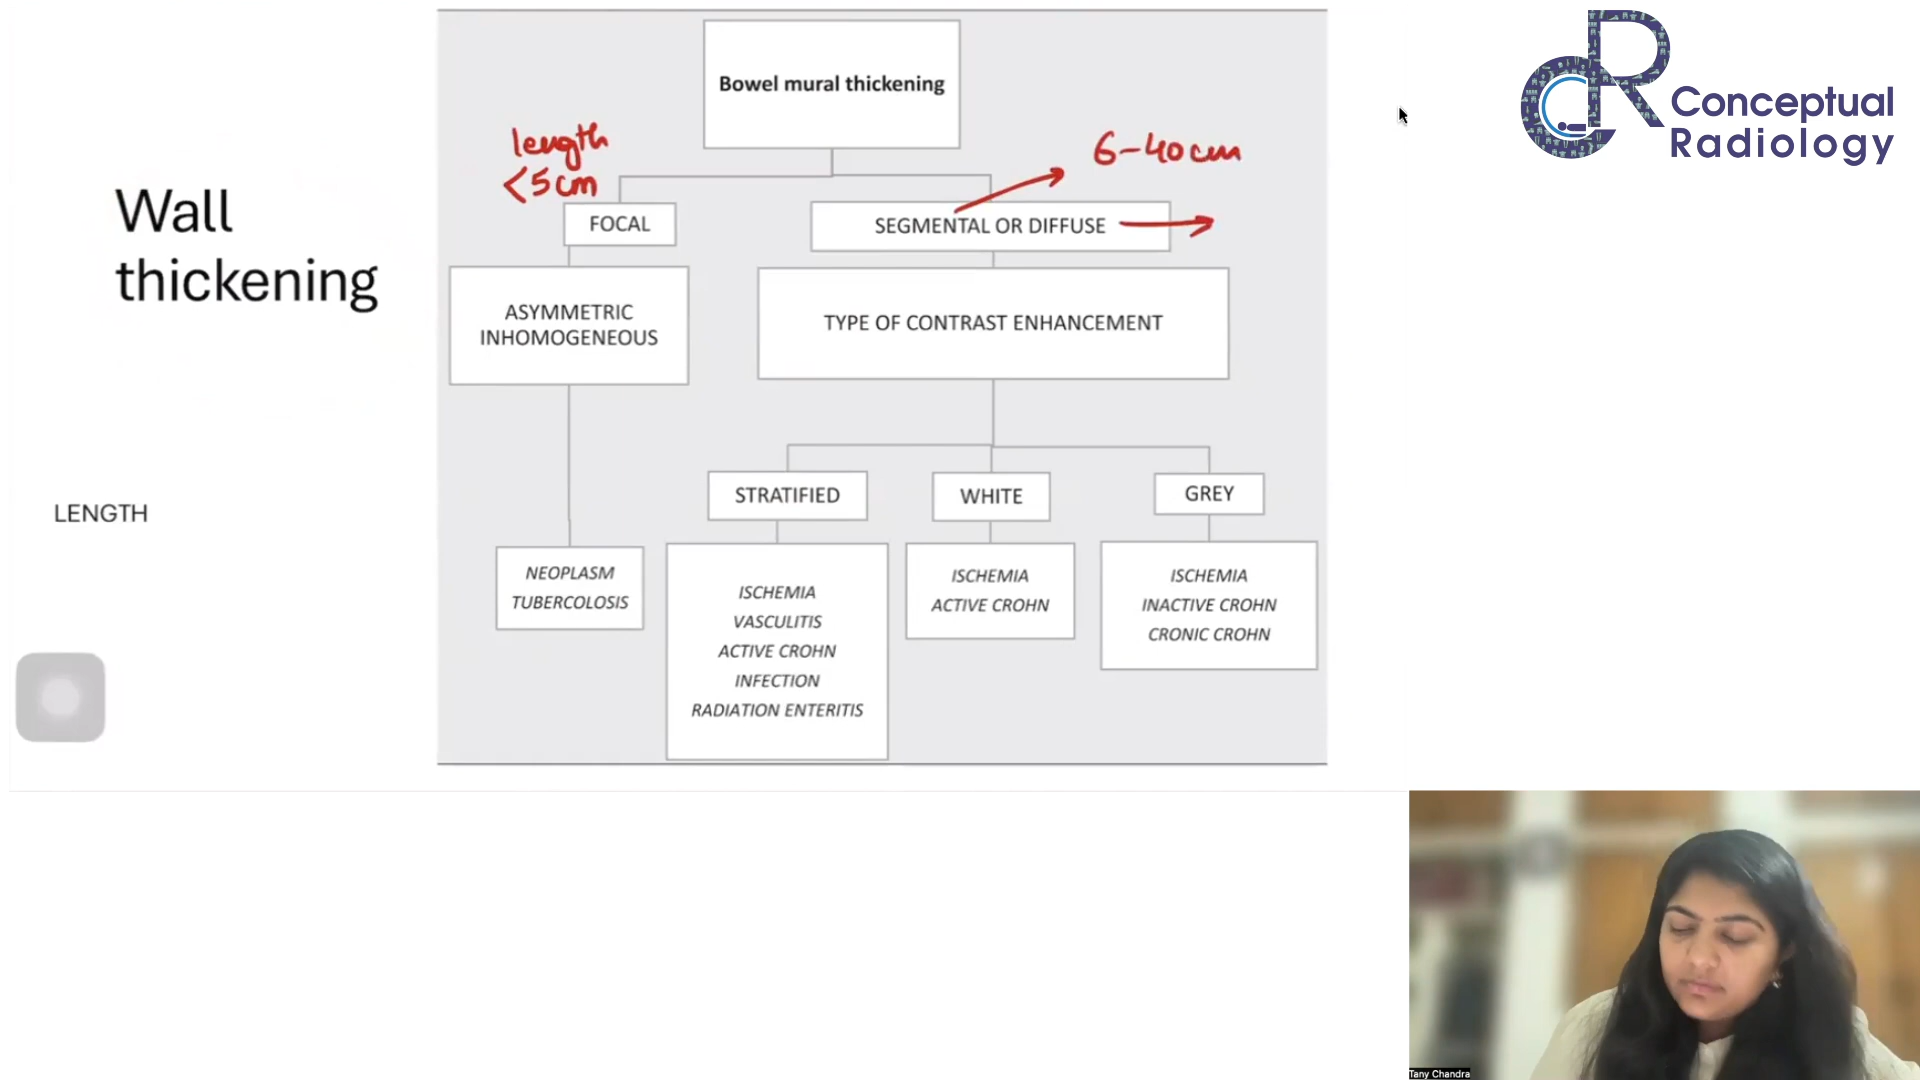 Conceptual
Radiology
Wall
thickening
LENGTH
Bowel mural thickening
length
<5cm
6-40cm
FOCAL
SEGMENTAL OR DIFFUSE
ASYMMETRIC
INHOMOGENEOUS
TYPE OF CONTRAST ENHANCEMENT
STRATIFIED
WHITE
GREY
NEOPLASM
TUBERCOLOSIS
ISCHEMIA
VASCULITIS
ACTIVE CROHN
INFECTION
RADIATION ENTERITIS
ISCHEMIA
ACTIVE CROHN
ISCHEMIA
INACTIVE CROHN
CRONIC CROHN
Tany Chandra